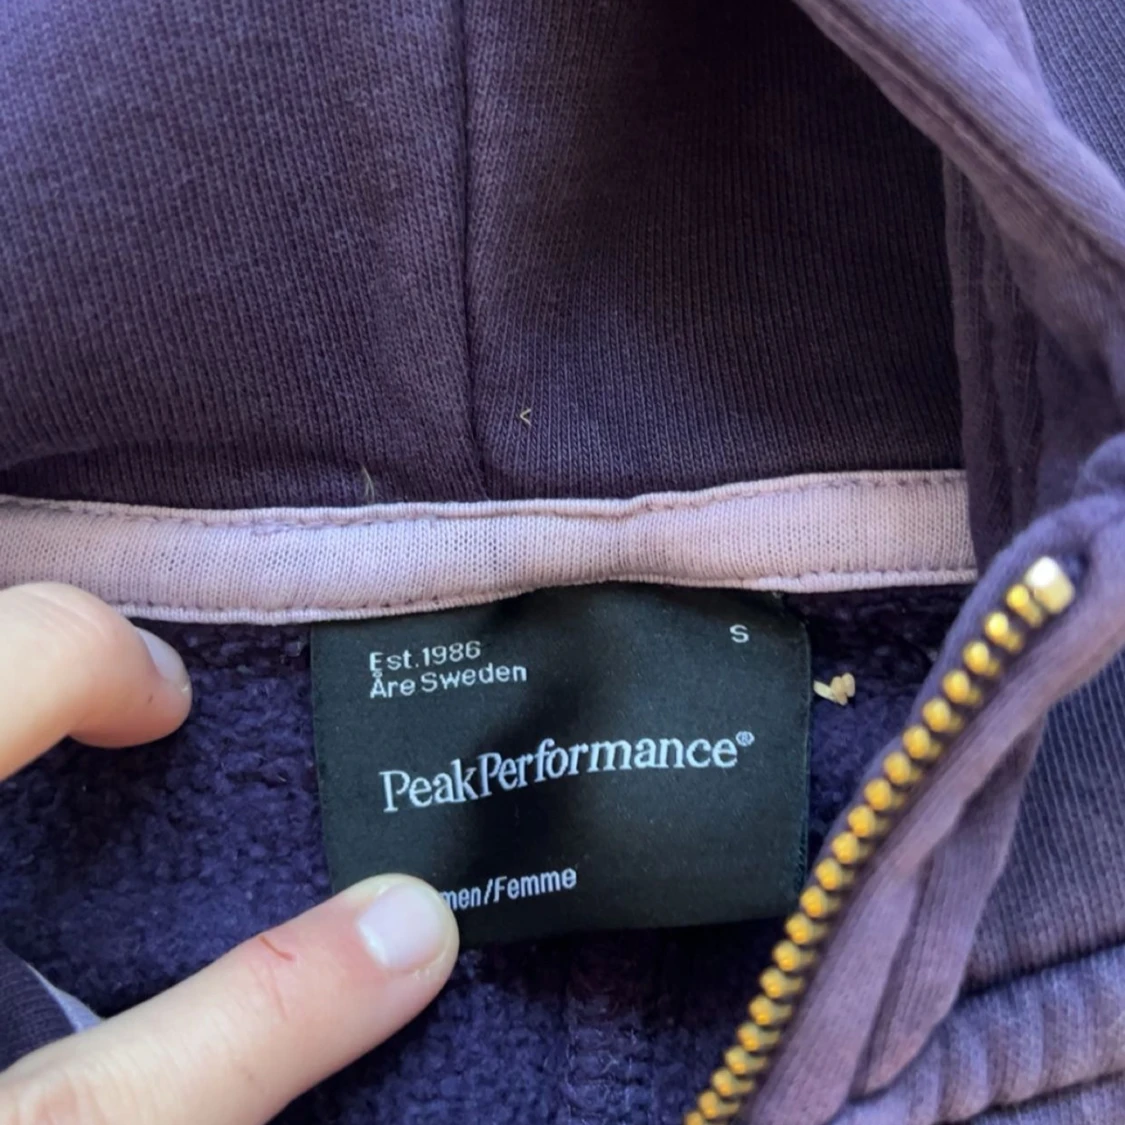 Est.1986
S
Åre Sweden
PeakPerformance®
men/Femme